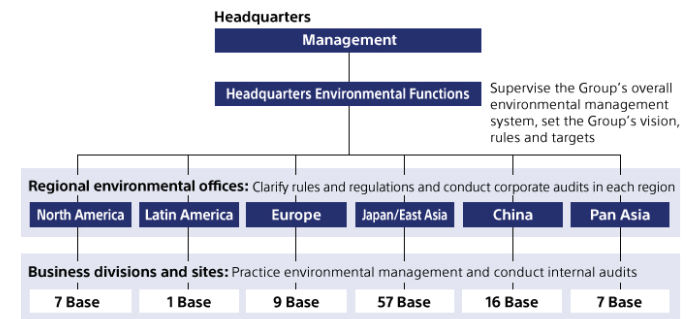 Headquarters
Management
Headquarters Environmental Functions
Supervise the Group's overall
environmental management
system, set the Group's vision,
rules and targets
Regional environmental offices: Clarify rules and regulations and conduct corporate audits in each region
North America Latin America Europe Japan/East Asia China Pan Asia
Business divisions and sites: Practice environmental management and conduct internal audits
7 Base 1 Base 9 Base 57 Base 16 Base 7 Base